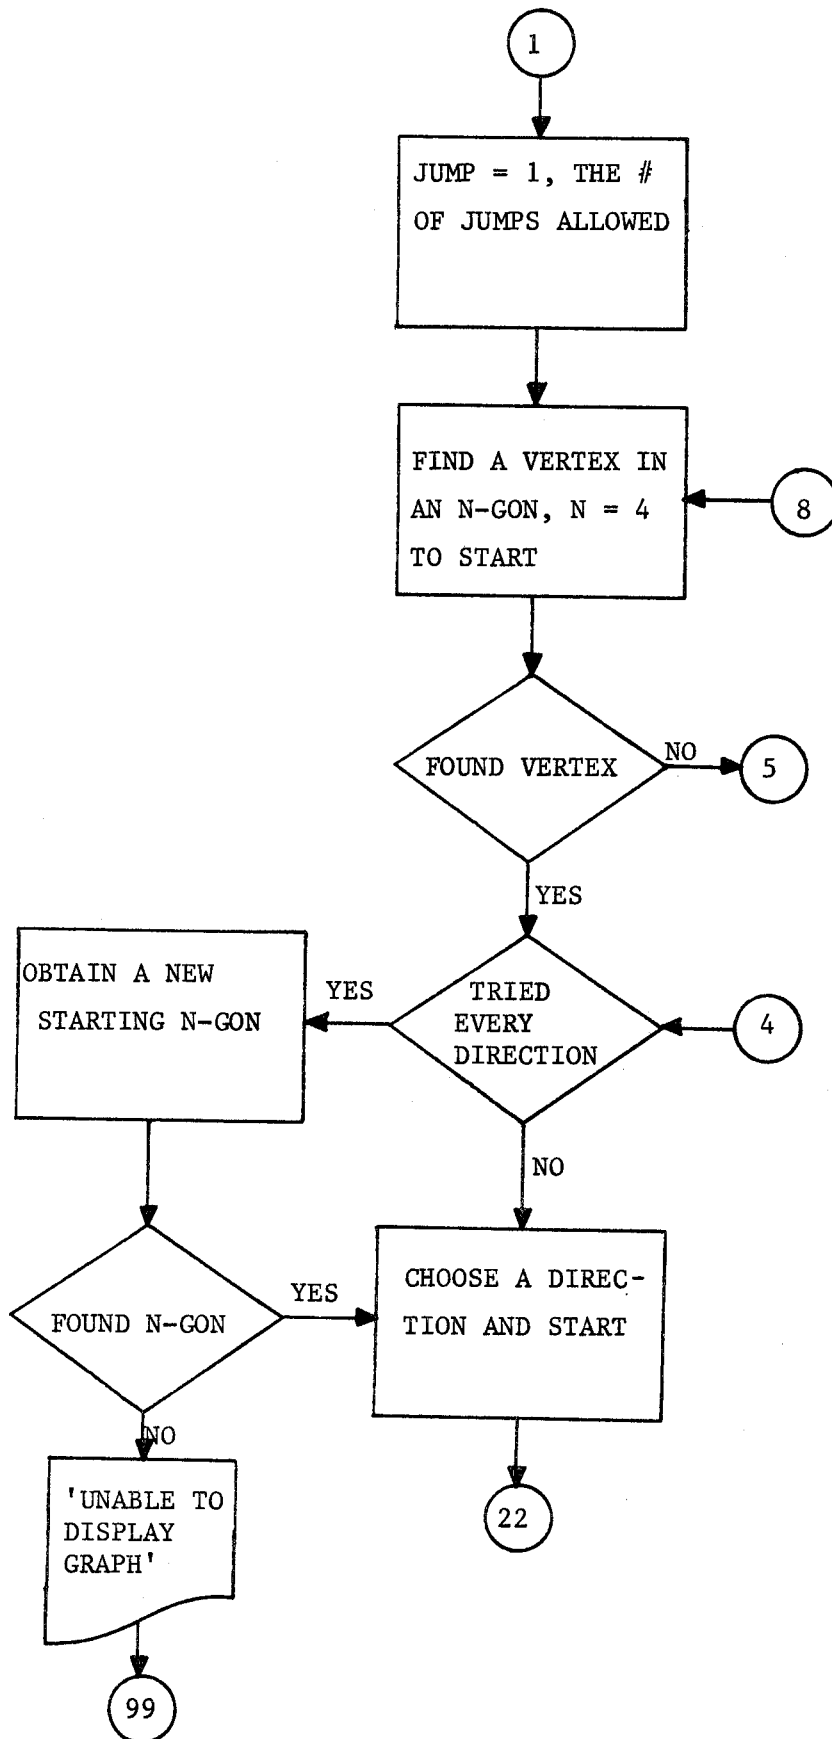 1
JUMP = 1, THE #
OF JUMPS ALLOWED
FIND A VERTEX IN
AN N-GON, N = 4
TO START
8
FOUND VERTEX
NO
5
YES
OBTAIN A NEW
STARTING N-GON
YES
TRIED
EVERY
DIRECTION
4
NO
FOUND N-GON
YES
CHOOSE A DIREC-
TION AND START
NO
'UNABLE TO
DISPLAY
GRAPH'
22
99